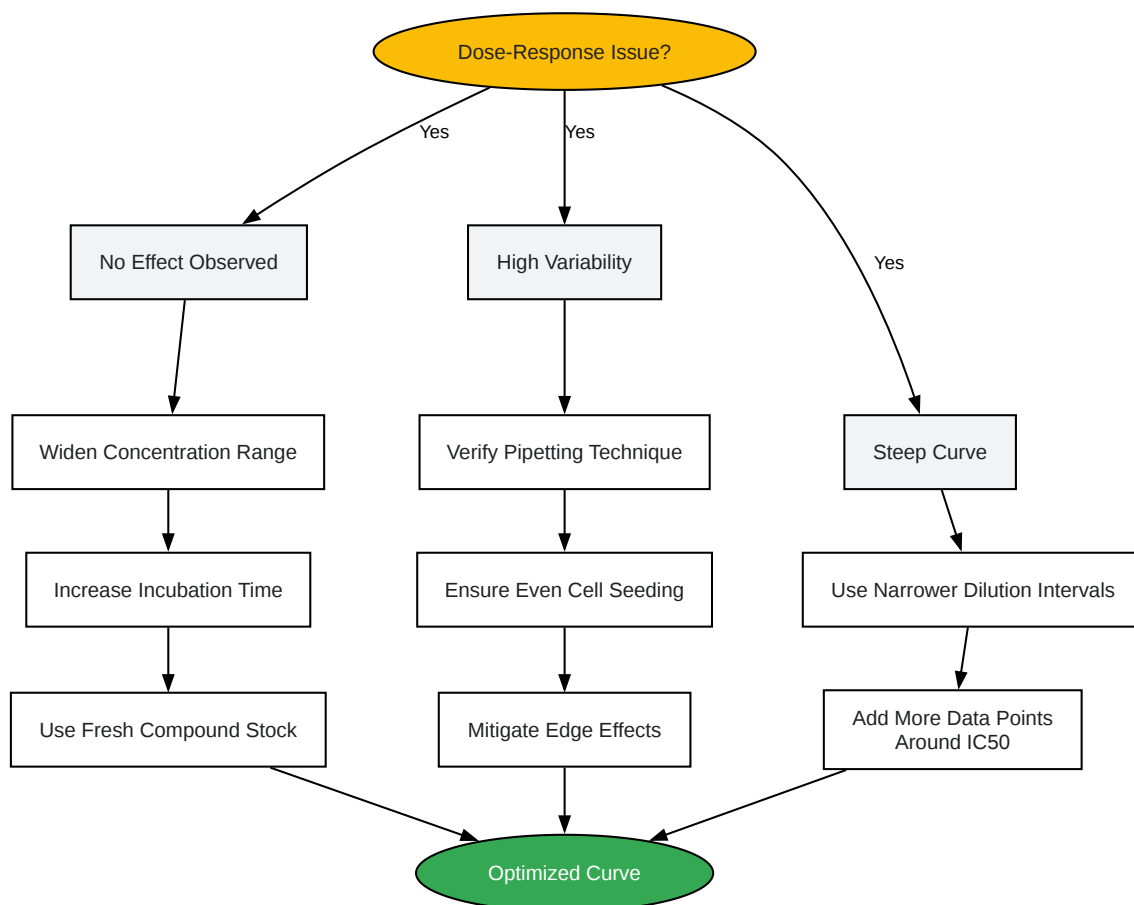 Dose-Response Issue?
Yes
Yes
Yes
No Effect Observed
High Variability
Steep Curve
Widen Concentration Range
Verify Pipetting Technique
Increase Incubation Time
Ensure Even Cell Seeding
Use Narrower Dilution Intervals
Use Fresh Compound Stock
Mitigate Edge Effects
Add More Data Points
Around IC50
Optimized Curve